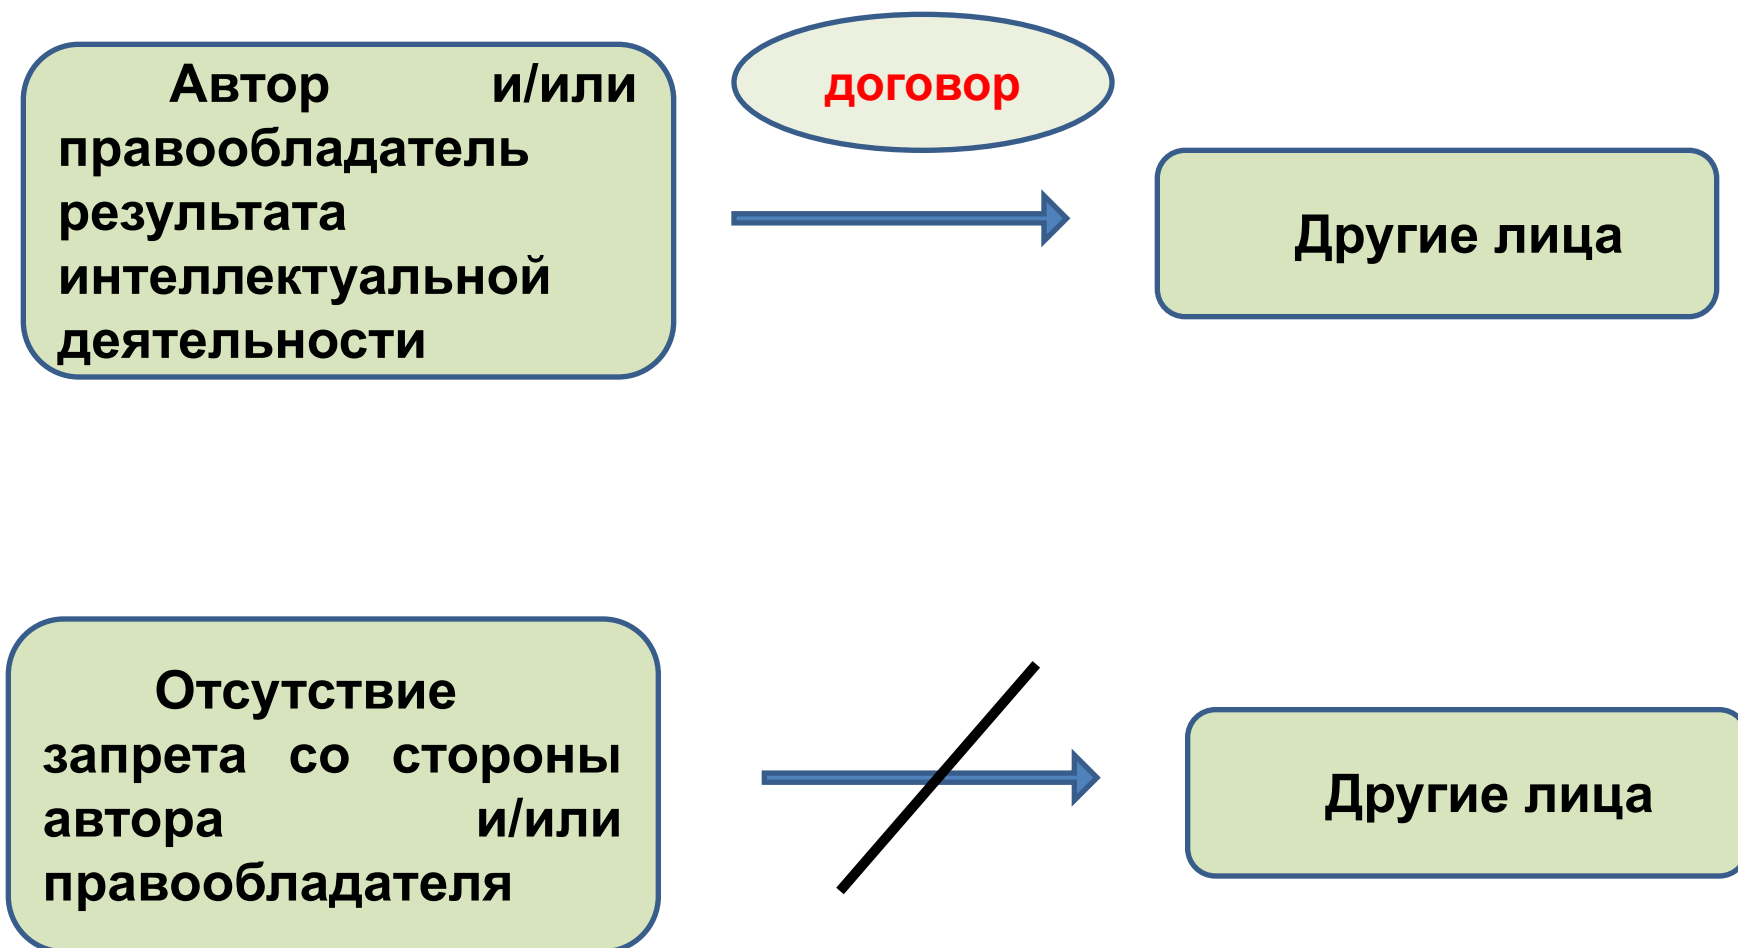 Автор и/или
правообладатель
результата
интеллектуальной
деятельности
договор
Другие лица
Отсутствие
запрета со стороны
автора и/или
правообладателя
Другие лица